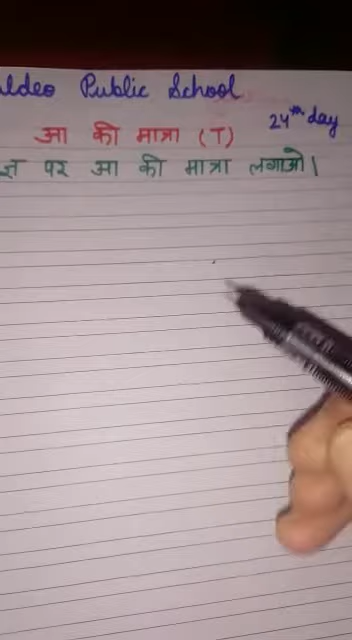 Public School
24th day
आ की मात्रा (ा)
पर आ की मात्रा लगाओ।